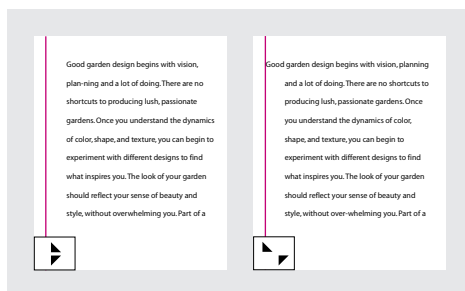 Good garden design begins with vision,
plan-ning and a lot of doing. There are no
shortcuts to producing lush, passionate
gardens. Once you understand the dynamics
of color, shape, and texture, you can begin to
experiment with different designs to find
what inspires you. The look of your garden
should reflect your sense of beauty and
style, without overwhelming you. Part of a
Good garden design begins with vision, planning
and a lot of doing. There are no shortcuts to
producing lush, passionate gardens. Once
you understand the dynamics of color,
shape, and texture, you can begin to
experiment with different designs to find
what inspires you. The look of your garden
should reflect your sense of beauty and
style, without over-whelming you. Part of a